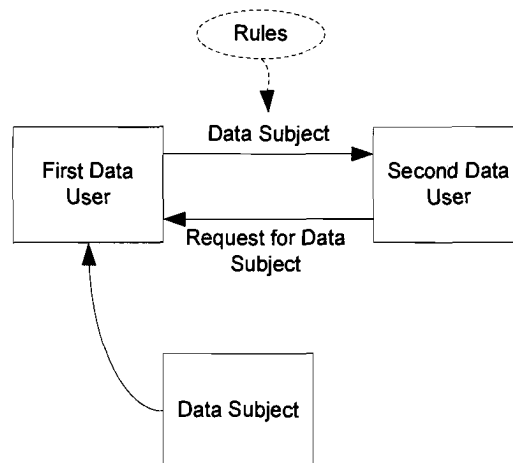 Rules
Data Subject
First Data
User
Second Data
User
Request for Data
Subject
Data Subject